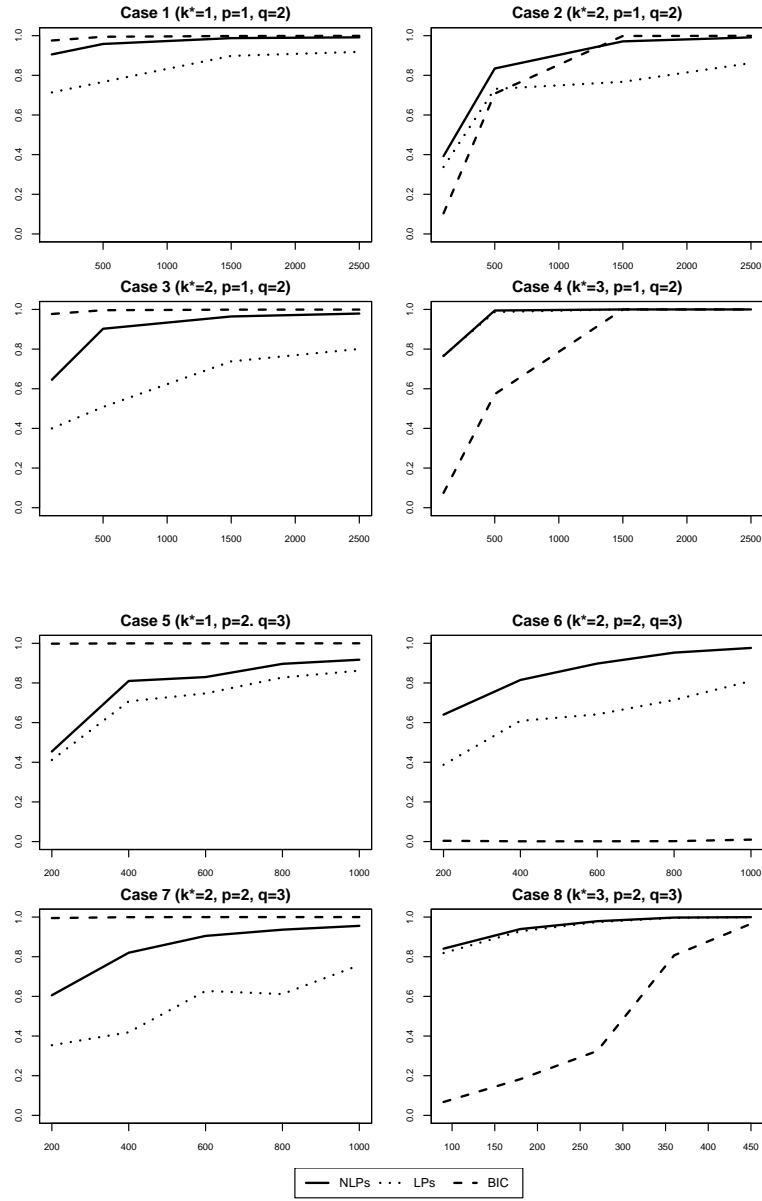 Case 1 (k*=1, p=1, q=2)
0.0 0.2 0.4 0.6 0.8 1.0
500 1000 1500 2000 2500
Case 2 (k*=2, p=1, q=2)
0.0 0.2 0.4 0.6 0.8 1.0
500 1000 1500 2000 2500
Case 3 (k*=2, p=1, q=2)
0.0 0.2 0.4 0.6 0.8 1.0
500 1000 1500 2000 2500
Case 4 (k*=3, p=1, q=2)
0.0 0.2 0.4 0.6 0.8 1.0
500 1000 1500 2000 2500
Case 5 (k*=1, p=2. q=3)
0.0 0.2 0.4 0.6 0.8 1.0
200 400 600 800 1000
Case 6 (k*=2, p=2, q=3)
0.0 0.2 0.4 0.6 0.8 1.0
200 400 600 800 1000
Case 7 (k*=2, p=2, q=3)
0.0 0.2 0.4 0.6 0.8 1.0
200 400 600 800 1000
Case 8 (k*=3, p=2, q=3)
0.0 0.2 0.4 0.6 0.8 1.0
100 150 200 250 300 350 400 450
NLPs LPs BIC